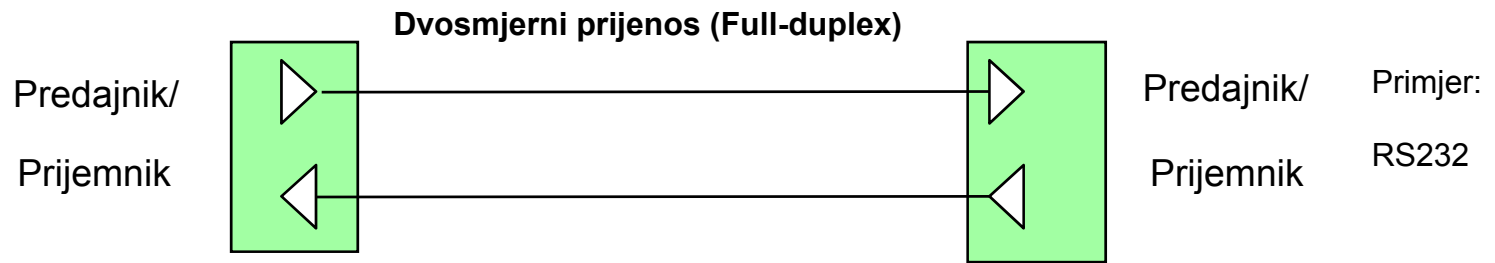 Dvosmjerni prijenos (Full-duplex)
Predajnik/
Prijemnik
Predajnik/
Prijemnik
Primjer:
RS232